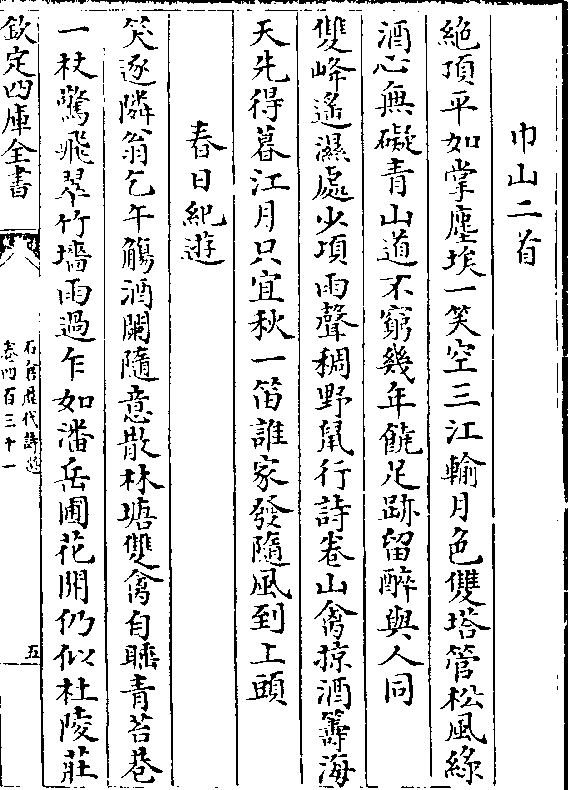 巾山二首
絶頂平如掌塵埃一笑空三江輸月色雙塔管松風綠
酒心無礙青山道不窮幾年饒足跡留醉與人同
雙峰遙濕處少項雨聲稠野鼠行詩卷山禽掠酒籌海
天先得暮江月只宜秋一笛誰家發隨風到上頭
春日紀遊
笑逐隣翁乞午觴酒闌隨意散林塘雙禽自睡青苔巷
一杖驚飛翠竹墻雨過乍如潘岳圃花開仍似杜陵莊
欽定四庫全書
石倉歷代詩選
卷四百三十一
五